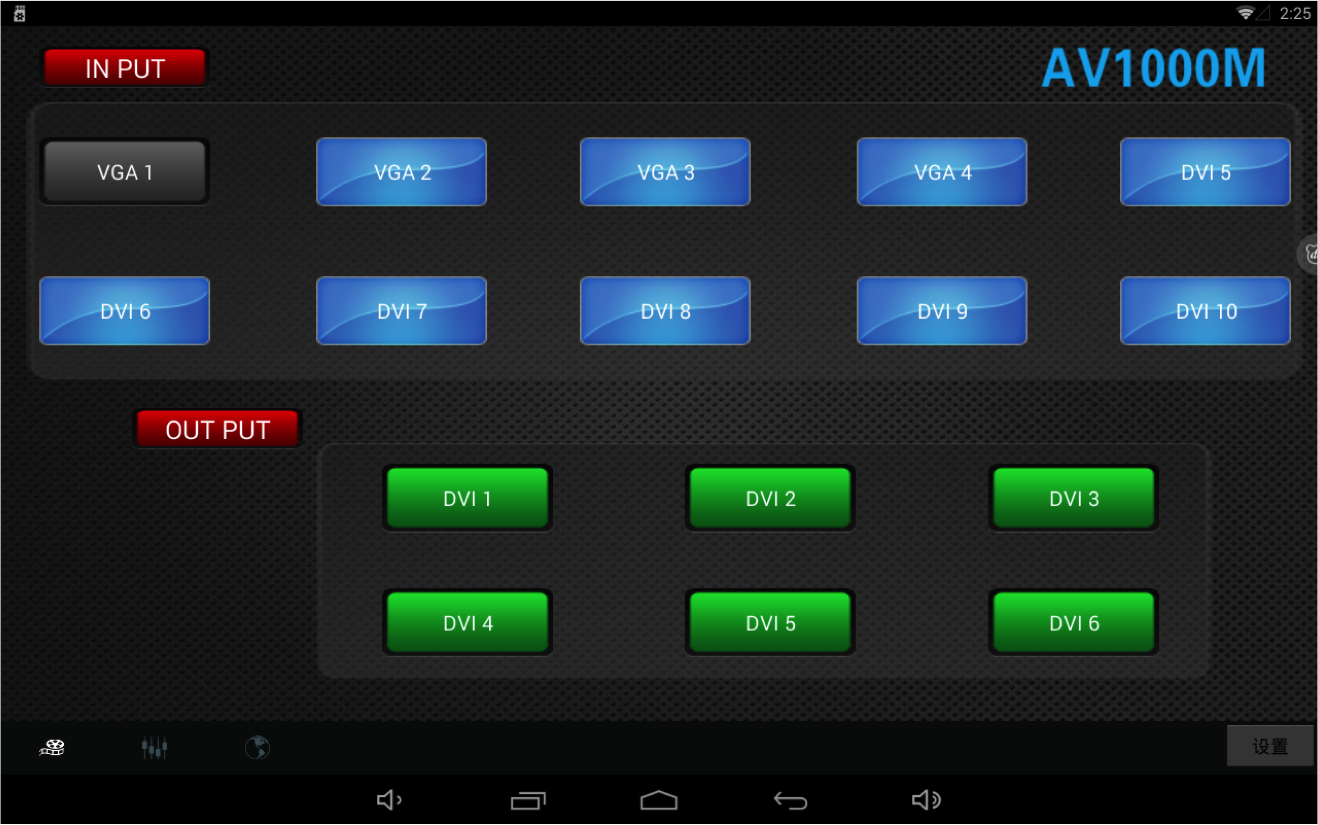 2:25
IN PUT
AV1000M
VGA 1
VGA 2
VGA 3
VGA 4
DVI 5
DVI 6
DVI 7
DVI 8
DVI 9
DVI 10
OUT PUT
DVI 1
DVI 2
DVI 3
DVI 4
DVI 5
DVI 6
设置